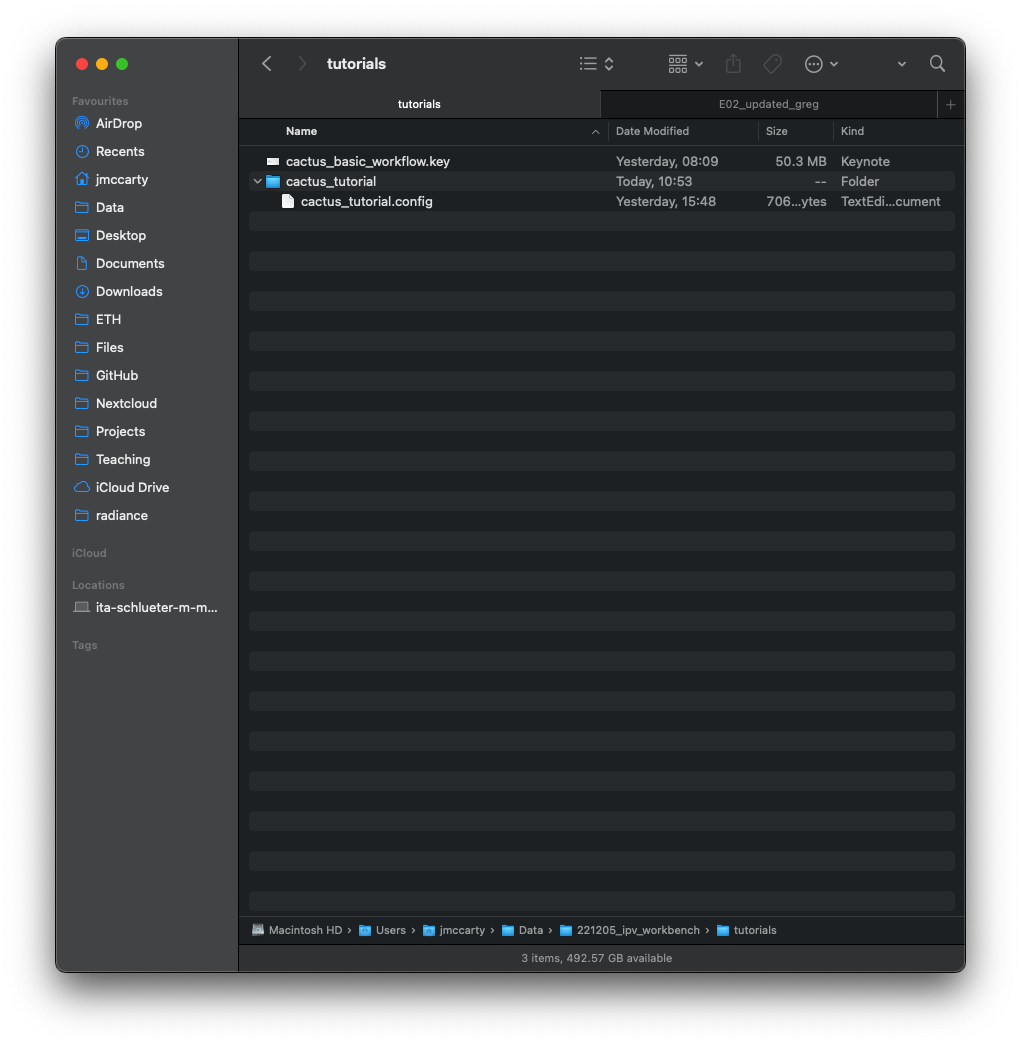 tutorials
Favourites
AirDrop
Recents
jmccarty
Data
Desktop
Documents
Downloads
ETH
Files
GitHub
Nextcloud
Projects
Teaching
iCloud Drive
radiance
iCloud
Locations
ita-schlueter-m-m...
Tags
tutorials E02_updated_greg
Name Date Modified Size Kind
cactus_basic_workflow.key Yesterday, 08:09 50.3 MB Keynote
cactus_tutorial Today, 10:53 -- Folder
cactus_tutorial.config Yesterday, 15:48 706...ytes TextEdi...cument
Macintosh HD › Users › jmccarty › Data › 221205_ipv_workbench › tutorials
3 items, 492.57 GB available